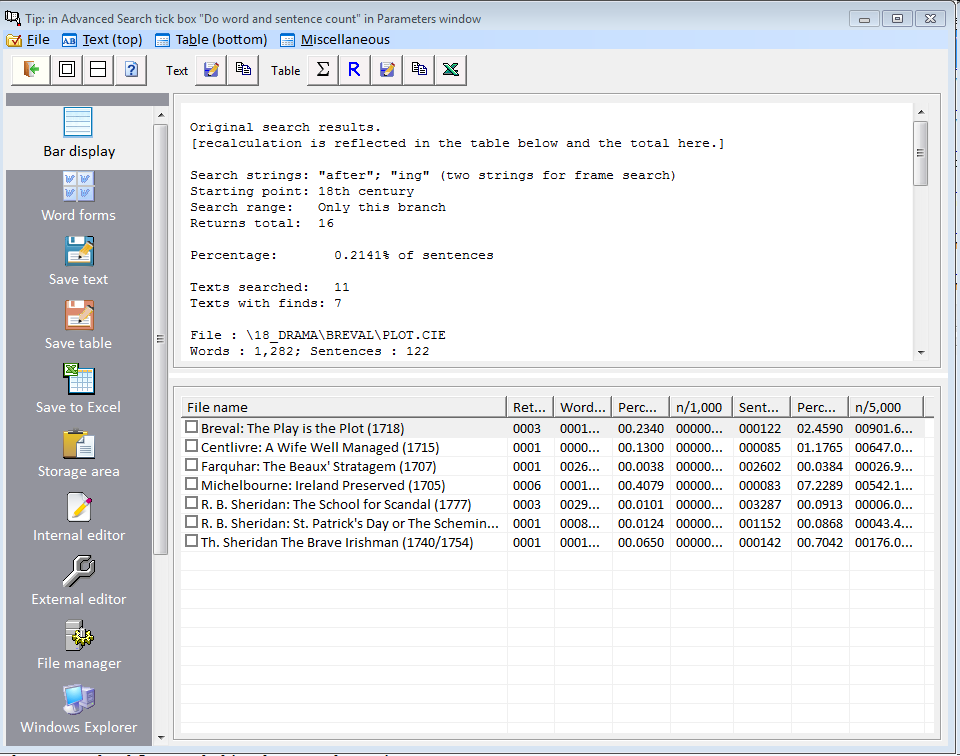 Tip: in Advanced Search tick box "Do word and sentence count" in Parameters window
File Text (top) Table (bottom) Miscellaneous
Text Table Σ R
Bar display
Word forms
Save text
Save table
Save to Excel
Storage area
Internal editor
External editor
File manager
Windows Explorer
Original search results.
[recalculation is reflected in the table below and the total here.]
Search strings: "after"; "ing" (two strings for frame search)
Starting point: 18th century
Search range: Only this branch
Returns total: 16
Percentage: 0.2141% of sentences
Texts searched: 11
Texts with finds: 7
File : \18_DRAMA\BREVAL\PLOT.CIE
Words : 1,282; Sentences : 122
File name Ret... Word... Perc... n/1,000 Sent... Perc... n/5,000
Breval: The Play is the Plot (1718) 0003 0001... 00.2340 00000... 000122 02.4590 00901.6...
Centlivre: A Wife Well Managed (1715) 0001 0000... 00.1300 00000... 000085 01.1765 00647.0...
Farquhar: The Beaux' Stratagem (1707) 0001 0026... 00.0038 00000... 002602 00.0384 00026.9...
Michelbourne: Ireland Preserved (1705) 0006 0001... 00.4079 00000... 000083 07.2289 00542.1...
R. B. Sheridan: The School for Scandal (1777) 0003 0029... 00.0101 00000... 003287 00.0913 00006.0...
R. B. Sheridan: St. Patrick's Day or The Schemin... 0001 0008... 00.0124 00000... 001152 00.0868 00043.4...
Th. Sheridan The Brave Irishman (1740/1754) 0001 0001... 00.0650 00000... 000142 00.7042 00176.0...